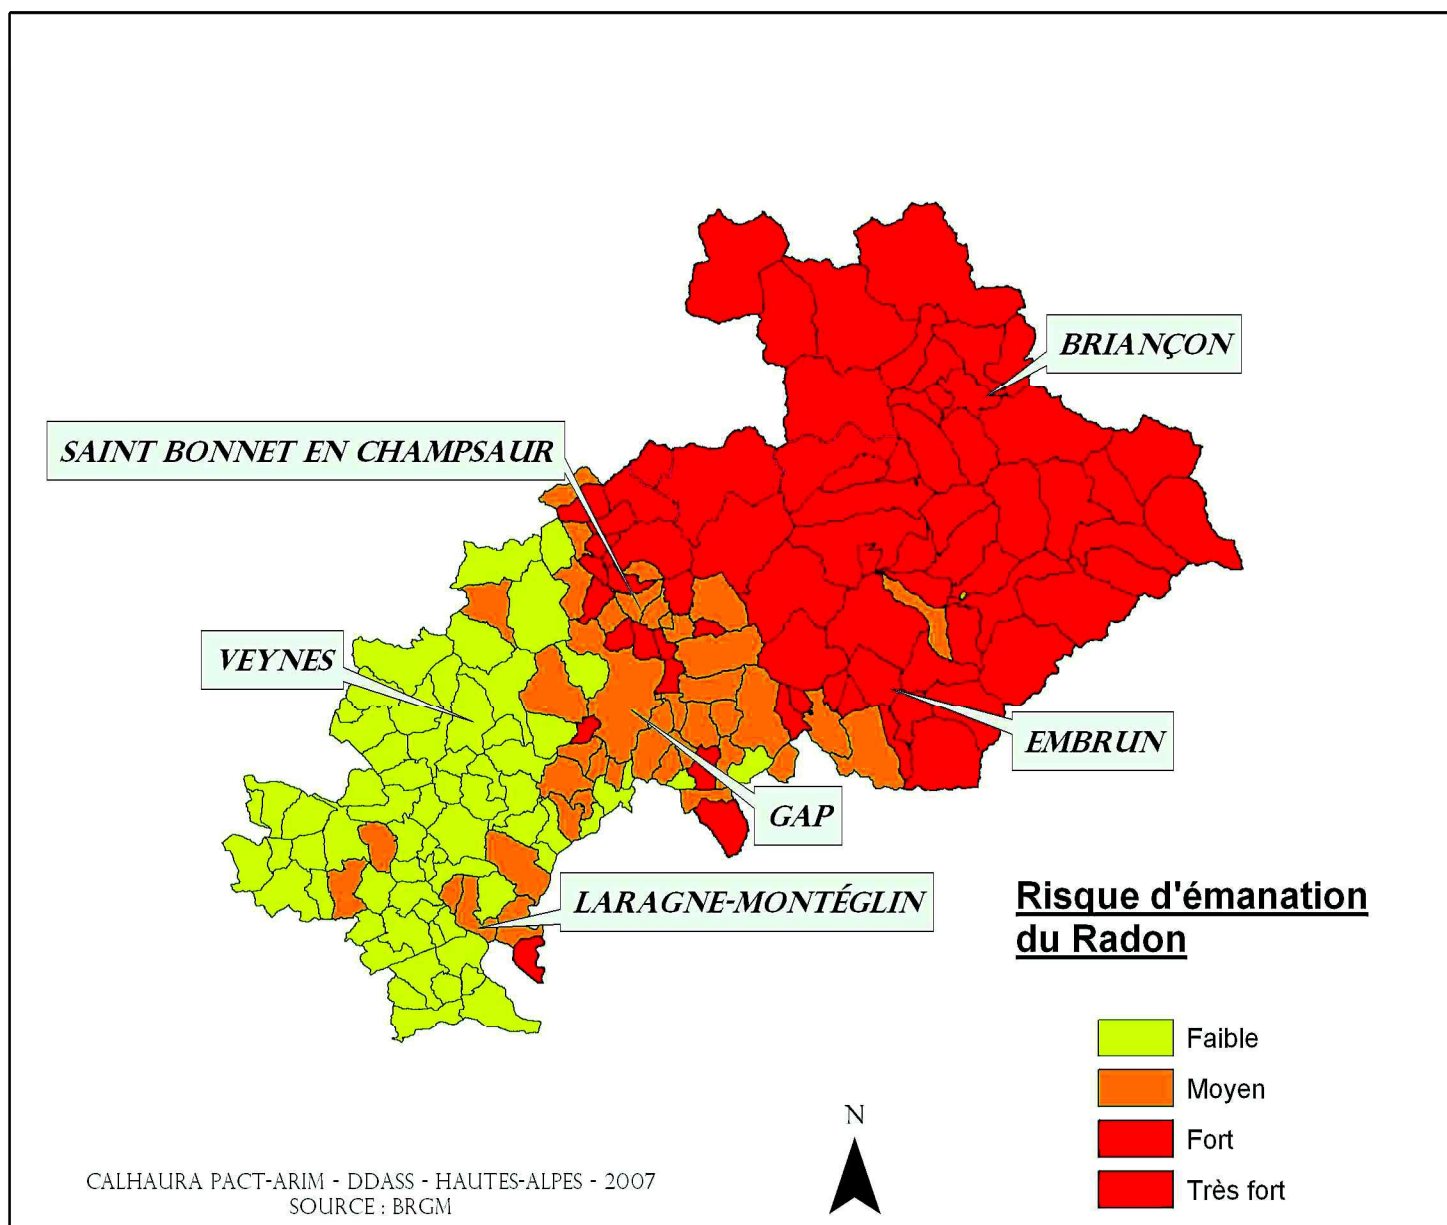 BRIANÇON
SAINT BONNET EN CHAMPSAUR
VEYNES
EMBRUN
GAP
LARAGNE-MONTÉGLIN
Risque d'émanation
du Radon
Faible
Moyen
Fort
Très fort
N
CALHAURA PACT-ARIM - DDASS - HAUTES-ALPES - 2007
SOURCE : BRGM